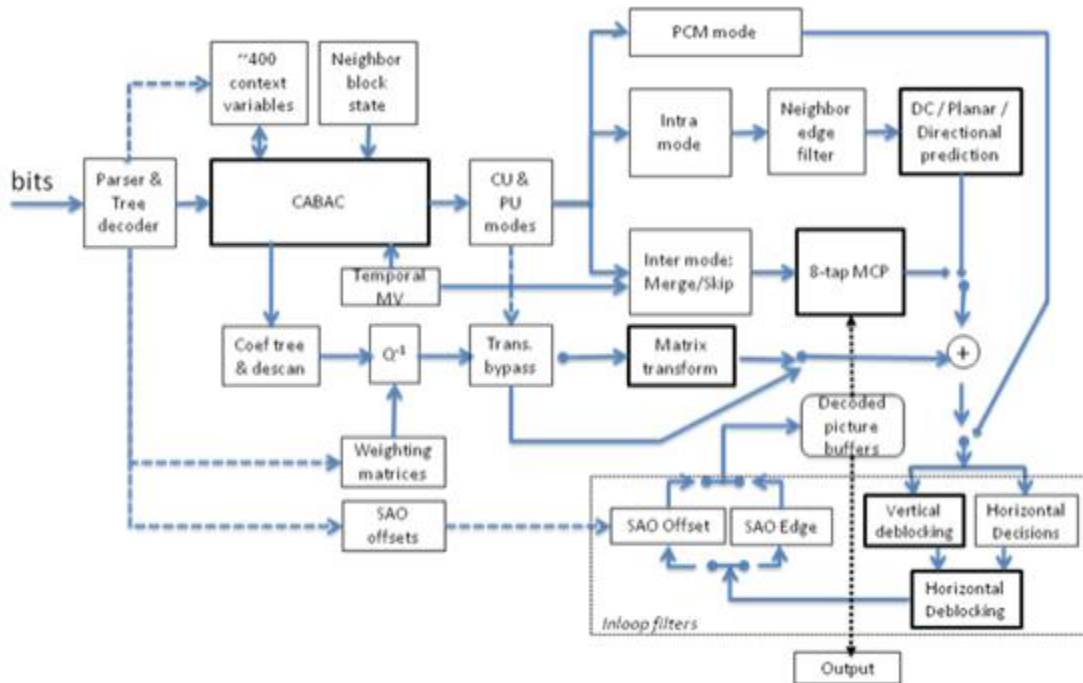 PCM mode
~400
context
variables
Neighbor
block
state
Intra
mode
Neighbor
edge
filter
DC / Planar /
Directional
prediction
bits
Parser &
Tree
decoder
CABAC
CU &
PU
modes
Temporal
MV
Inter mode:
Merge/Skip
8-tap MCP
Coef tree
& descan
Q⁻¹
Trans.
bypass
Matrix
transform
+
Decoded
picture
buffers
Weighting
matrices
SAO
offsets
SAO Offset
SAO Edge
Vertical
deblocking
Horizontal
Decisions
Horizontal
Deblocking
Inloop filters
Output